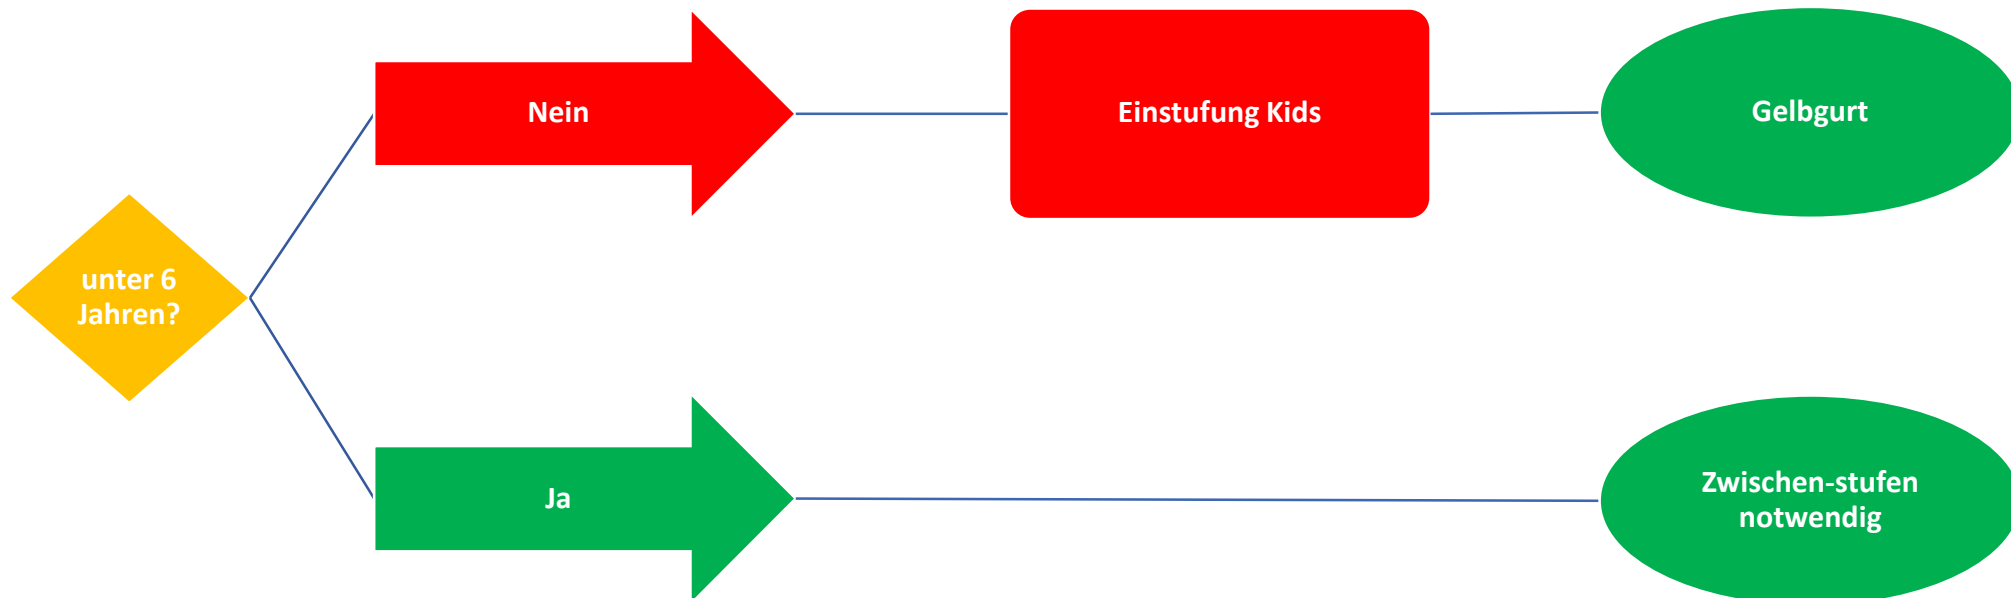 Nein
Einstufung Kids
Gelbgurt
unter 6
Jahren?
Ja
Zwischen-stufen
notwendig